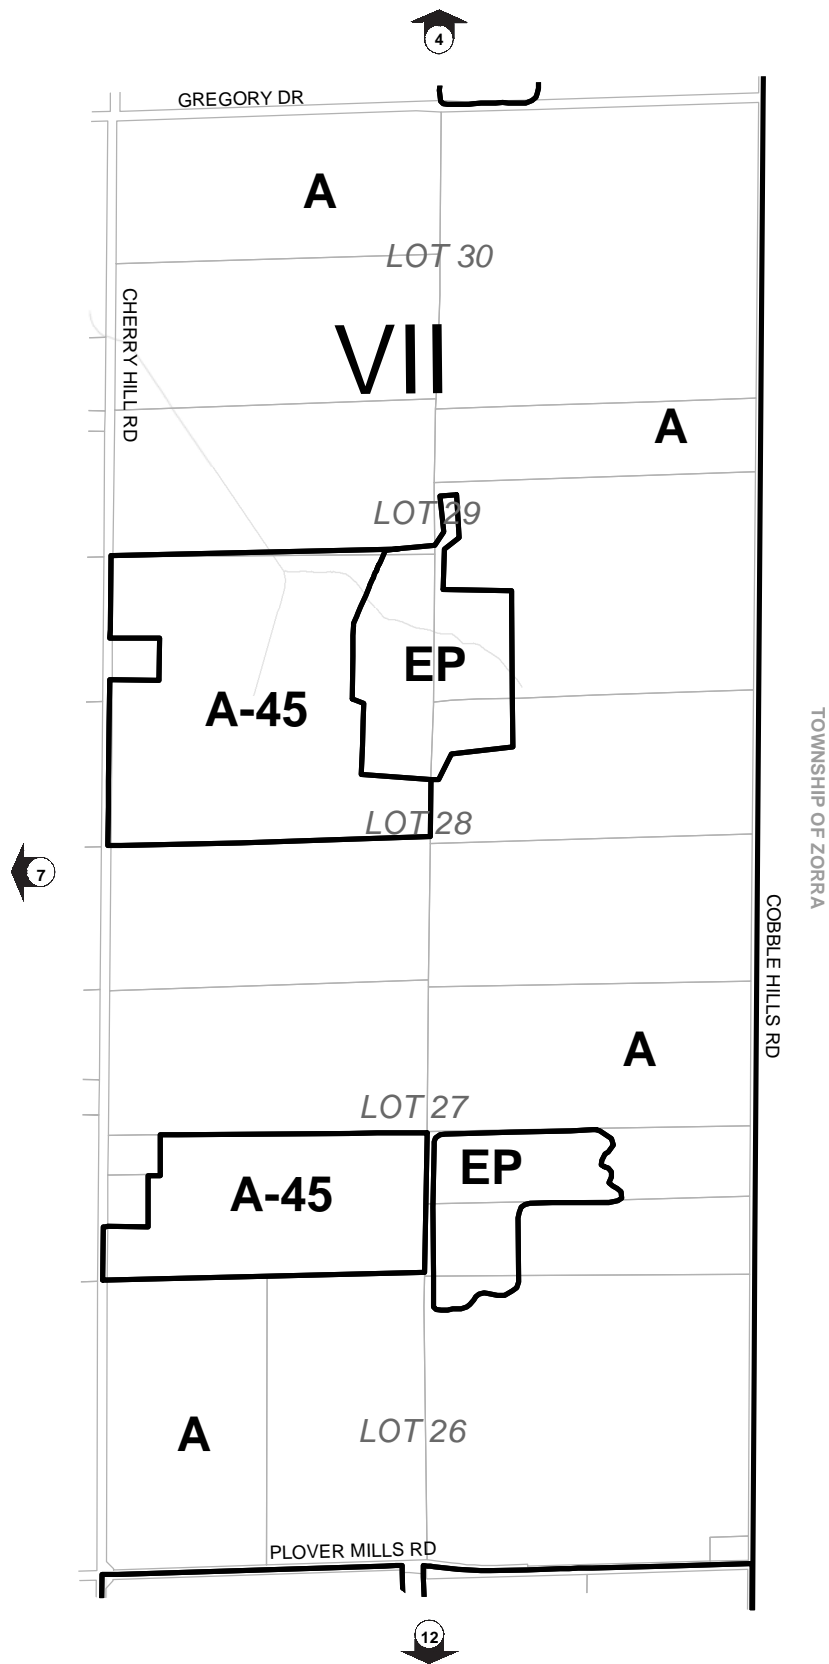 4
GREGORY DR
A
LOT 30
CHERRY HILL RD
VII
A
LOT 29
EP
A-45
TOWNSHIP OF ZORRA
LOT 28
7
COBBLE HILLS RD
A
LOT 27
EP
A-45
A
LOT 26
PLOVER MILLS RD
12